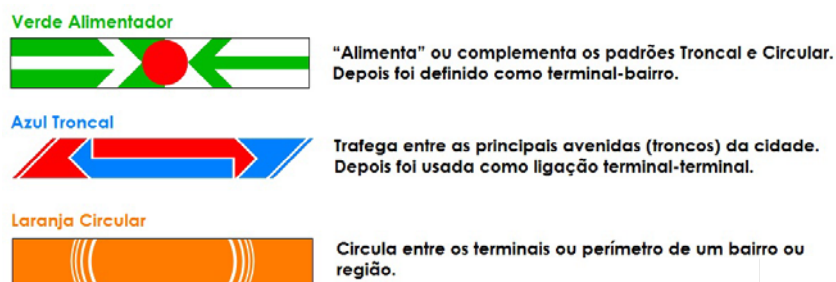 Verde Alimentador
“Alimenta” ou complementa os padrões Troncal e Circular.
Depois foi definido como terminal-bairro.
Azul Troncal
Trafega entre as principais avenidas (troncos) da cidade.
Depois foi usada como ligação terminal-terminal.
Laranja Circular
Circula entre os terminais ou perímetro de um bairro ou
região.